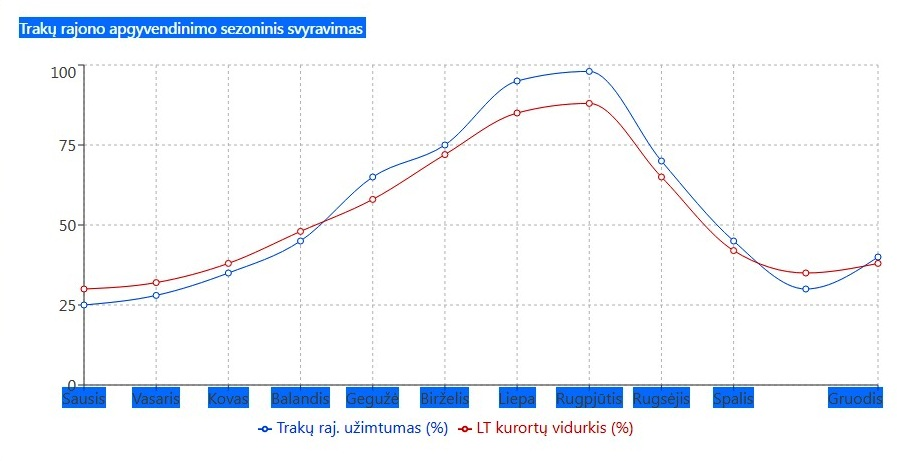 Trakų rajono apgyvendinimo sezoninis svyravimas
100
75
50
25
0
Sausis Vasaris Kovas Balandis Gegužė Birželis Liepa Rugpjūtis Rugsėjis Spalis Gruodis
Trakų raj. užimtumas (%) LT kurortų vidurkis (%)